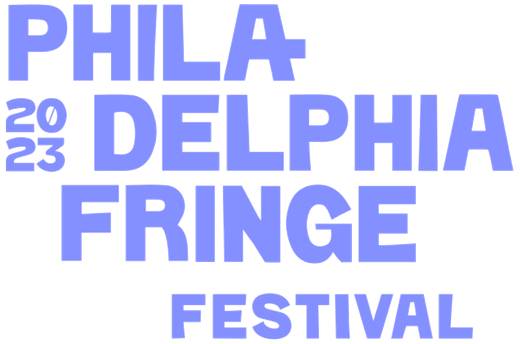 PHILA-
20
23
DELPHIA
FRINGE
FESTIVAL